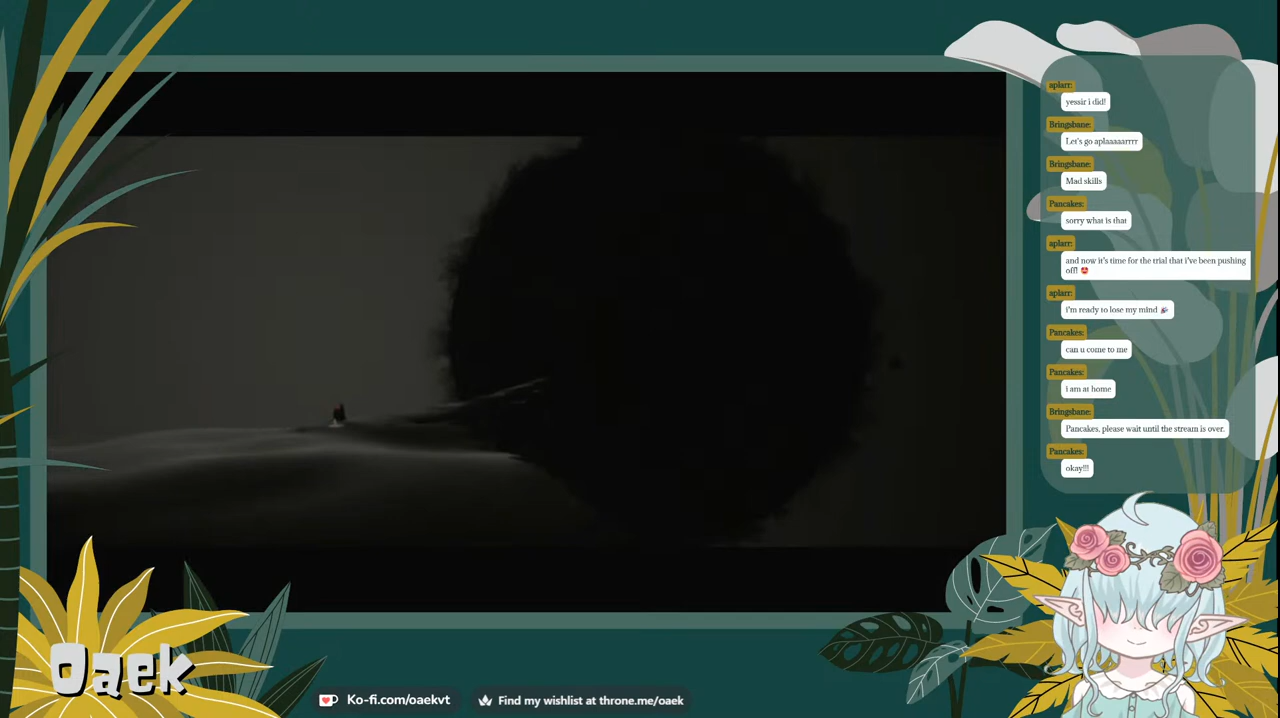 aplarr:
yessir i did!
Bringsbane:
Let's go aplaaaaarrrr
Bringsbane:
Mad skills
Pancakes:
sorry what is that
aplarr:
and now it's time for the trial that i've been pushing
off!
aplarr:
i'm ready to lose my mind
Pancakes:
can u come to me
Pancakes:
i am at home
Bringsbane:
Pancakes, please wait until the stream is over.
Pancakes:
okay!!!
Oaek
Ko-fi.com/oaekvt
Find my wishlist at throne.me/oaek